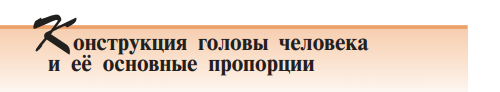 Конструкция головы человека
и её основные пропорции